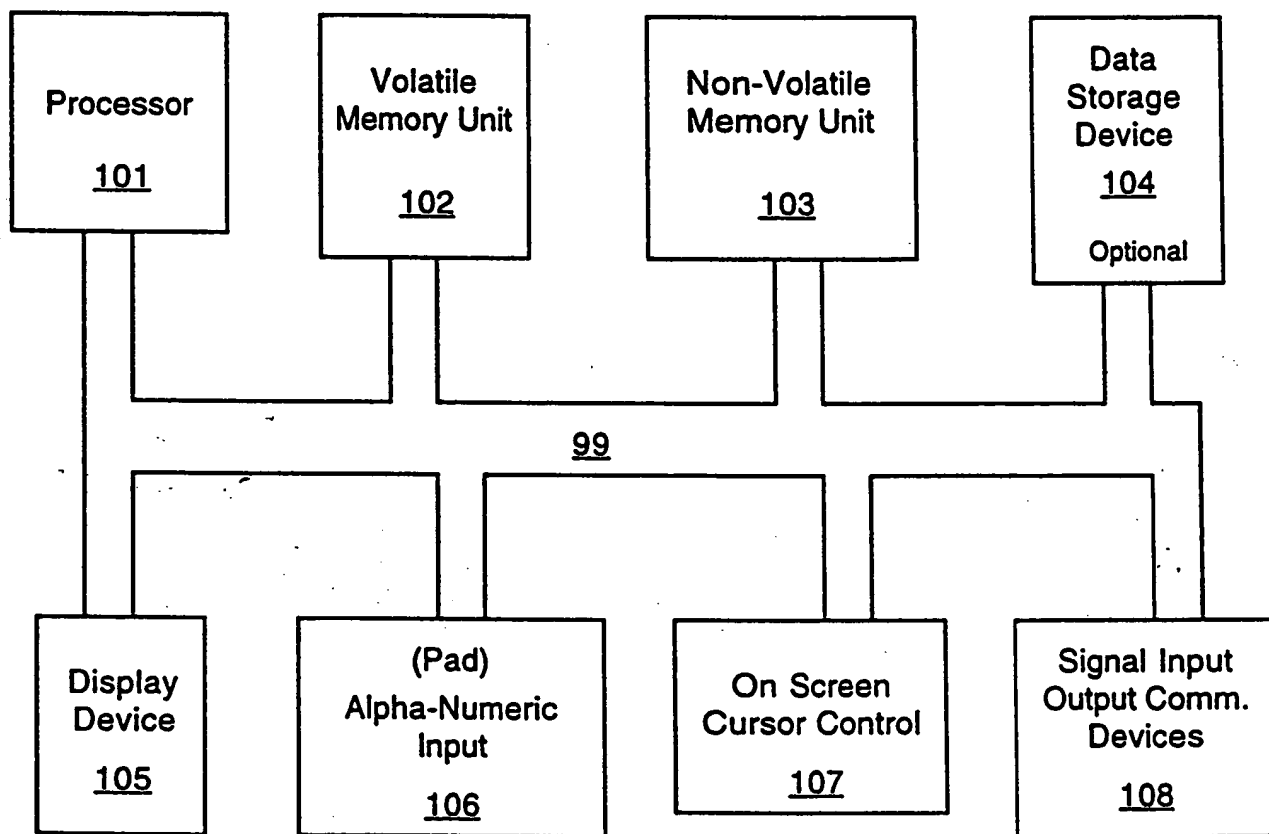 Processor
101
Volatile
Memory Unit
102
Non-Volatile
Memory Unit
103
Data
Storage
Device
104
Optional
99
Display
Device
105
(Pad)
Alpha-Numeric
Input
106
On Screen
Cursor Control
107
Signal Input
Output Comm.
Devices
108